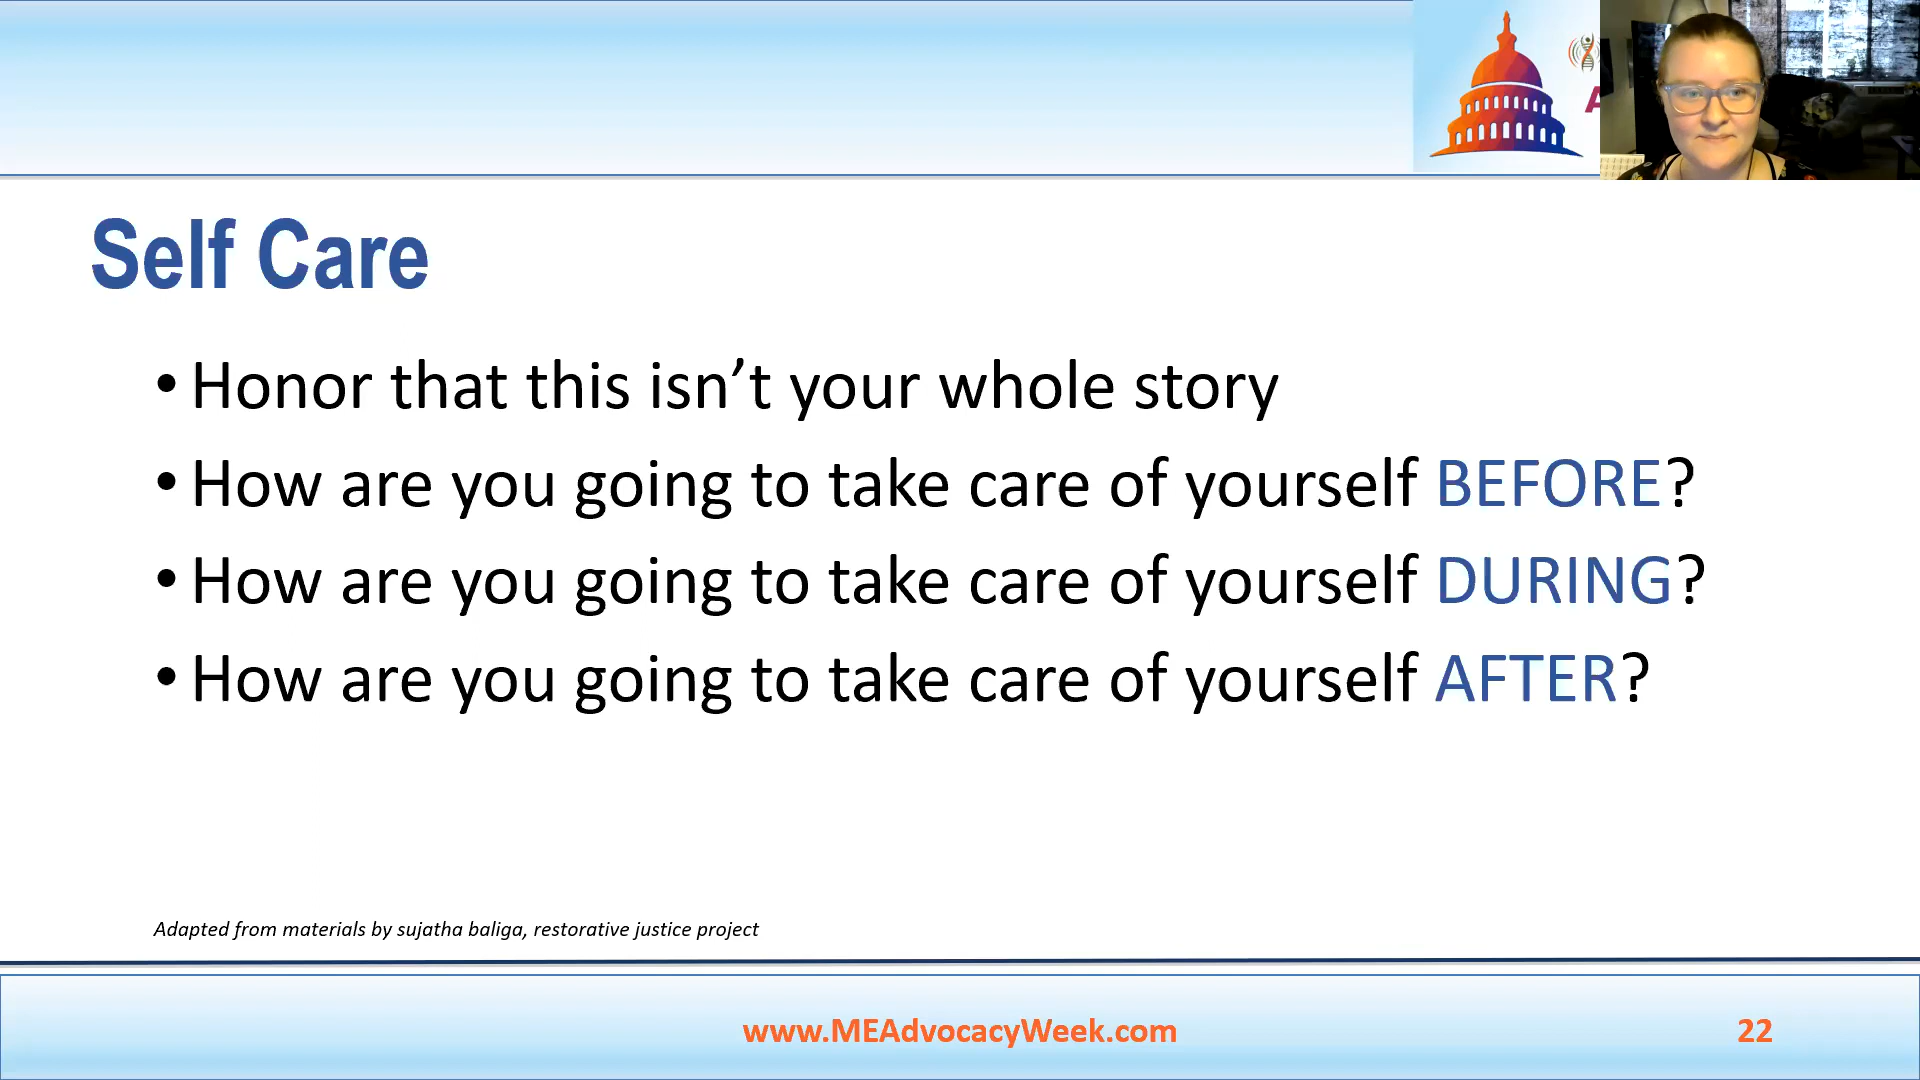 Self Care
• Honor that this isn’t your whole story
• How are you going to take care of yourself BEFORE?
• How are you going to take care of yourself DURING?
• How are you going to take care of yourself AFTER?
Adapted from materials by sujatha baliga, restorative justice project
www.MEAdvocacyWeek.com
22